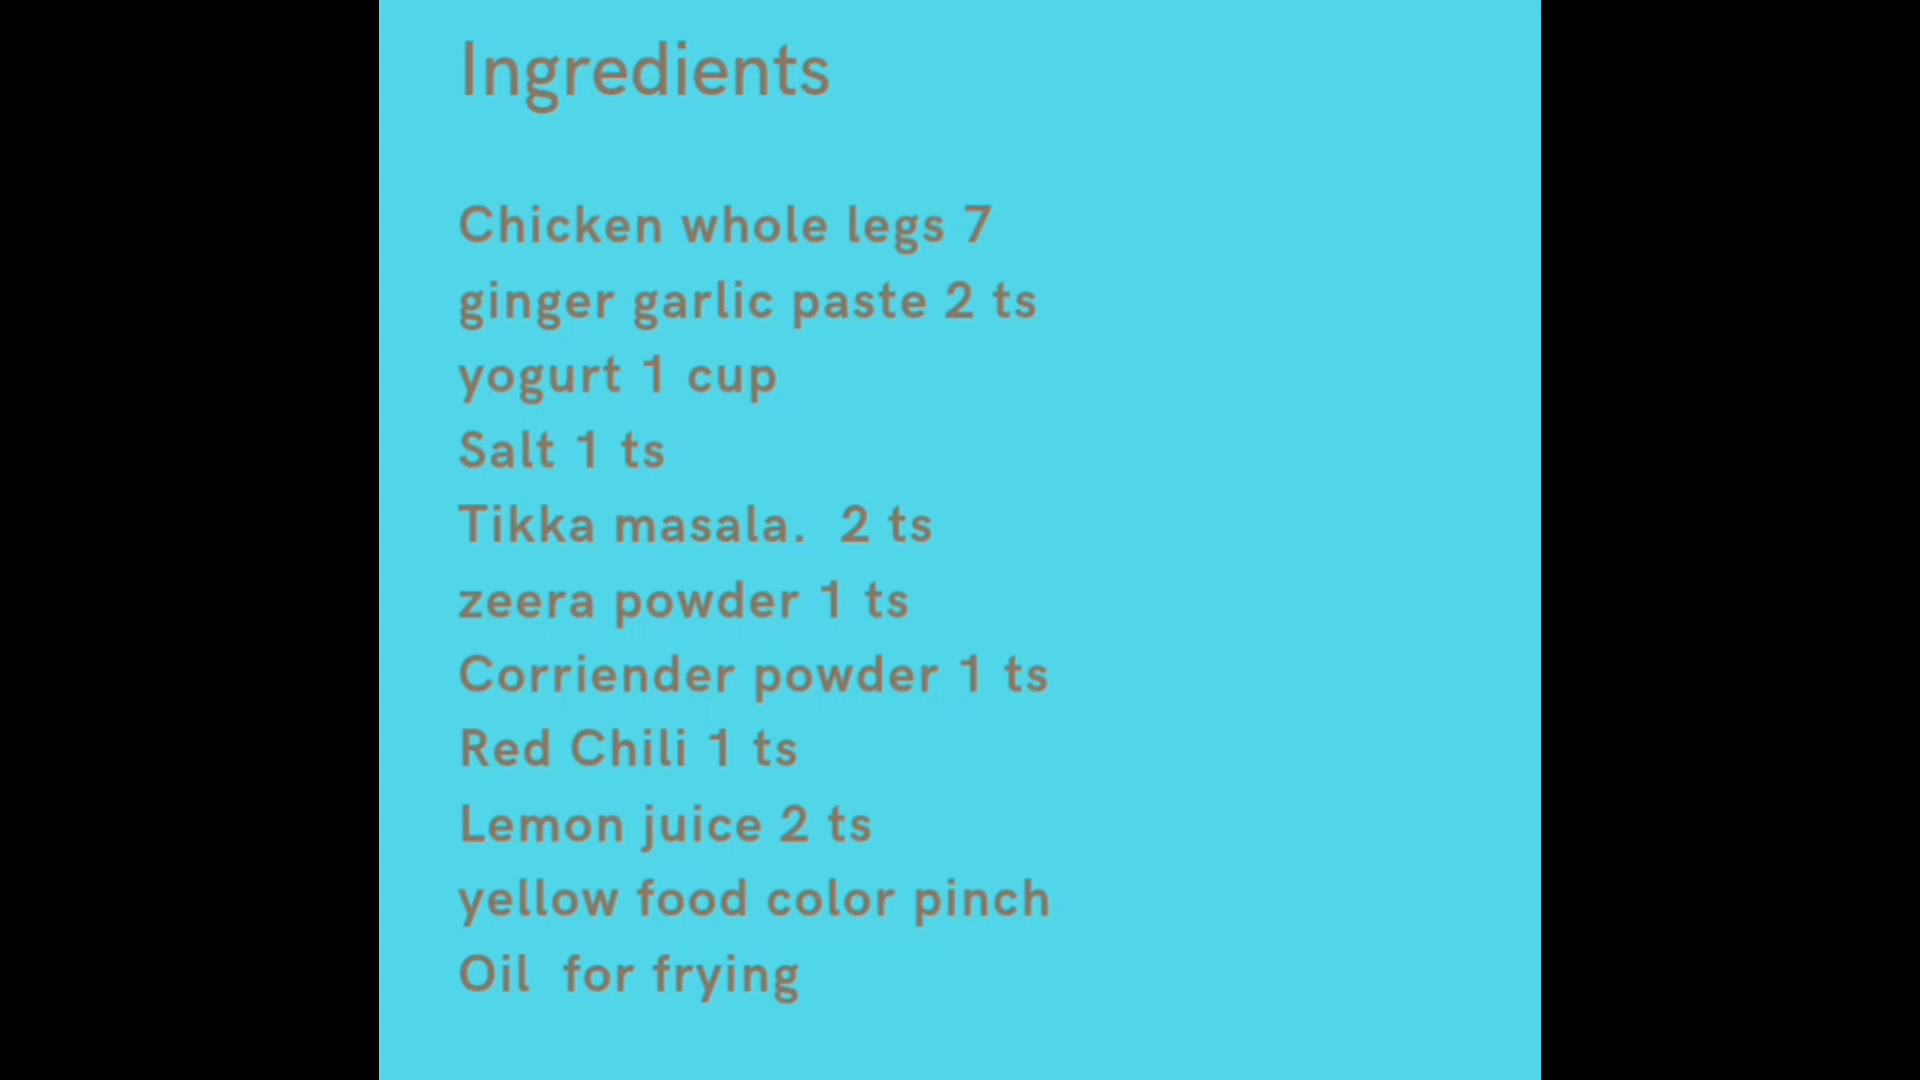 Ingredients
Chicken whole legs 7
ginger garlic paste 2 ts
yogurt 1 cup
Salt 1 ts
Tikka masala.  2 ts
zeera powder 1 ts
Corriender powder 1 ts
Red Chili 1 ts
Lemon juice 2 ts
yellow food color pinch
Oil  for frying